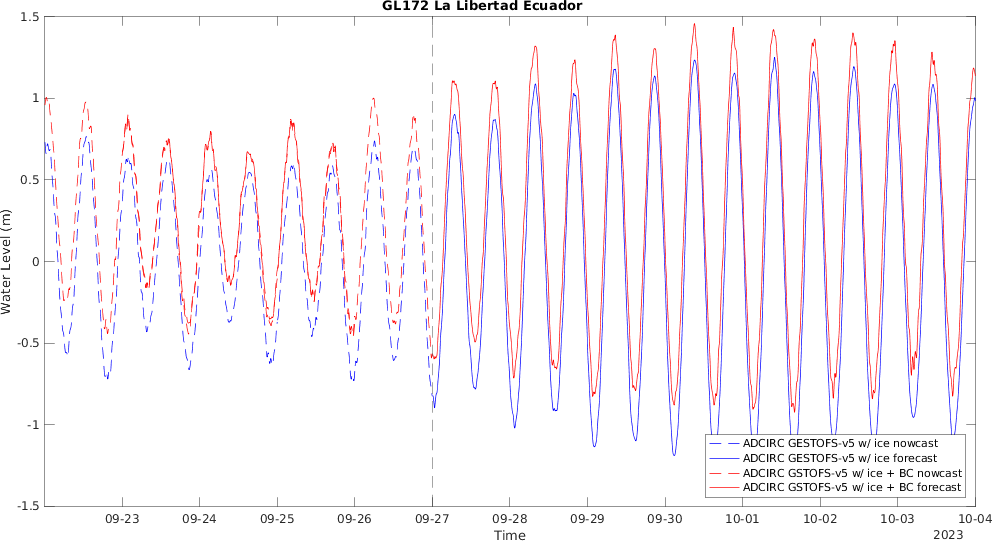 GL172 La Libertad Ecuador
Water Level (m)
1.5
1
0.5
0
-0.5
-1
-1.5
ADCIRC GESTOFS-v5 w/ ice nowcast
ADCIRC GESTOFS-v5 w/ ice forecast
ADCIRC GSTOFS-v5 w/ ice + BC nowcast
ADCIRC GSTOFS-v5 w/ ice + BC forecast
09-23 09-24 09-25 09-26 09-27 09-28 09-29 09-30 10-01 10-02 10-03 10-04
Time
2023